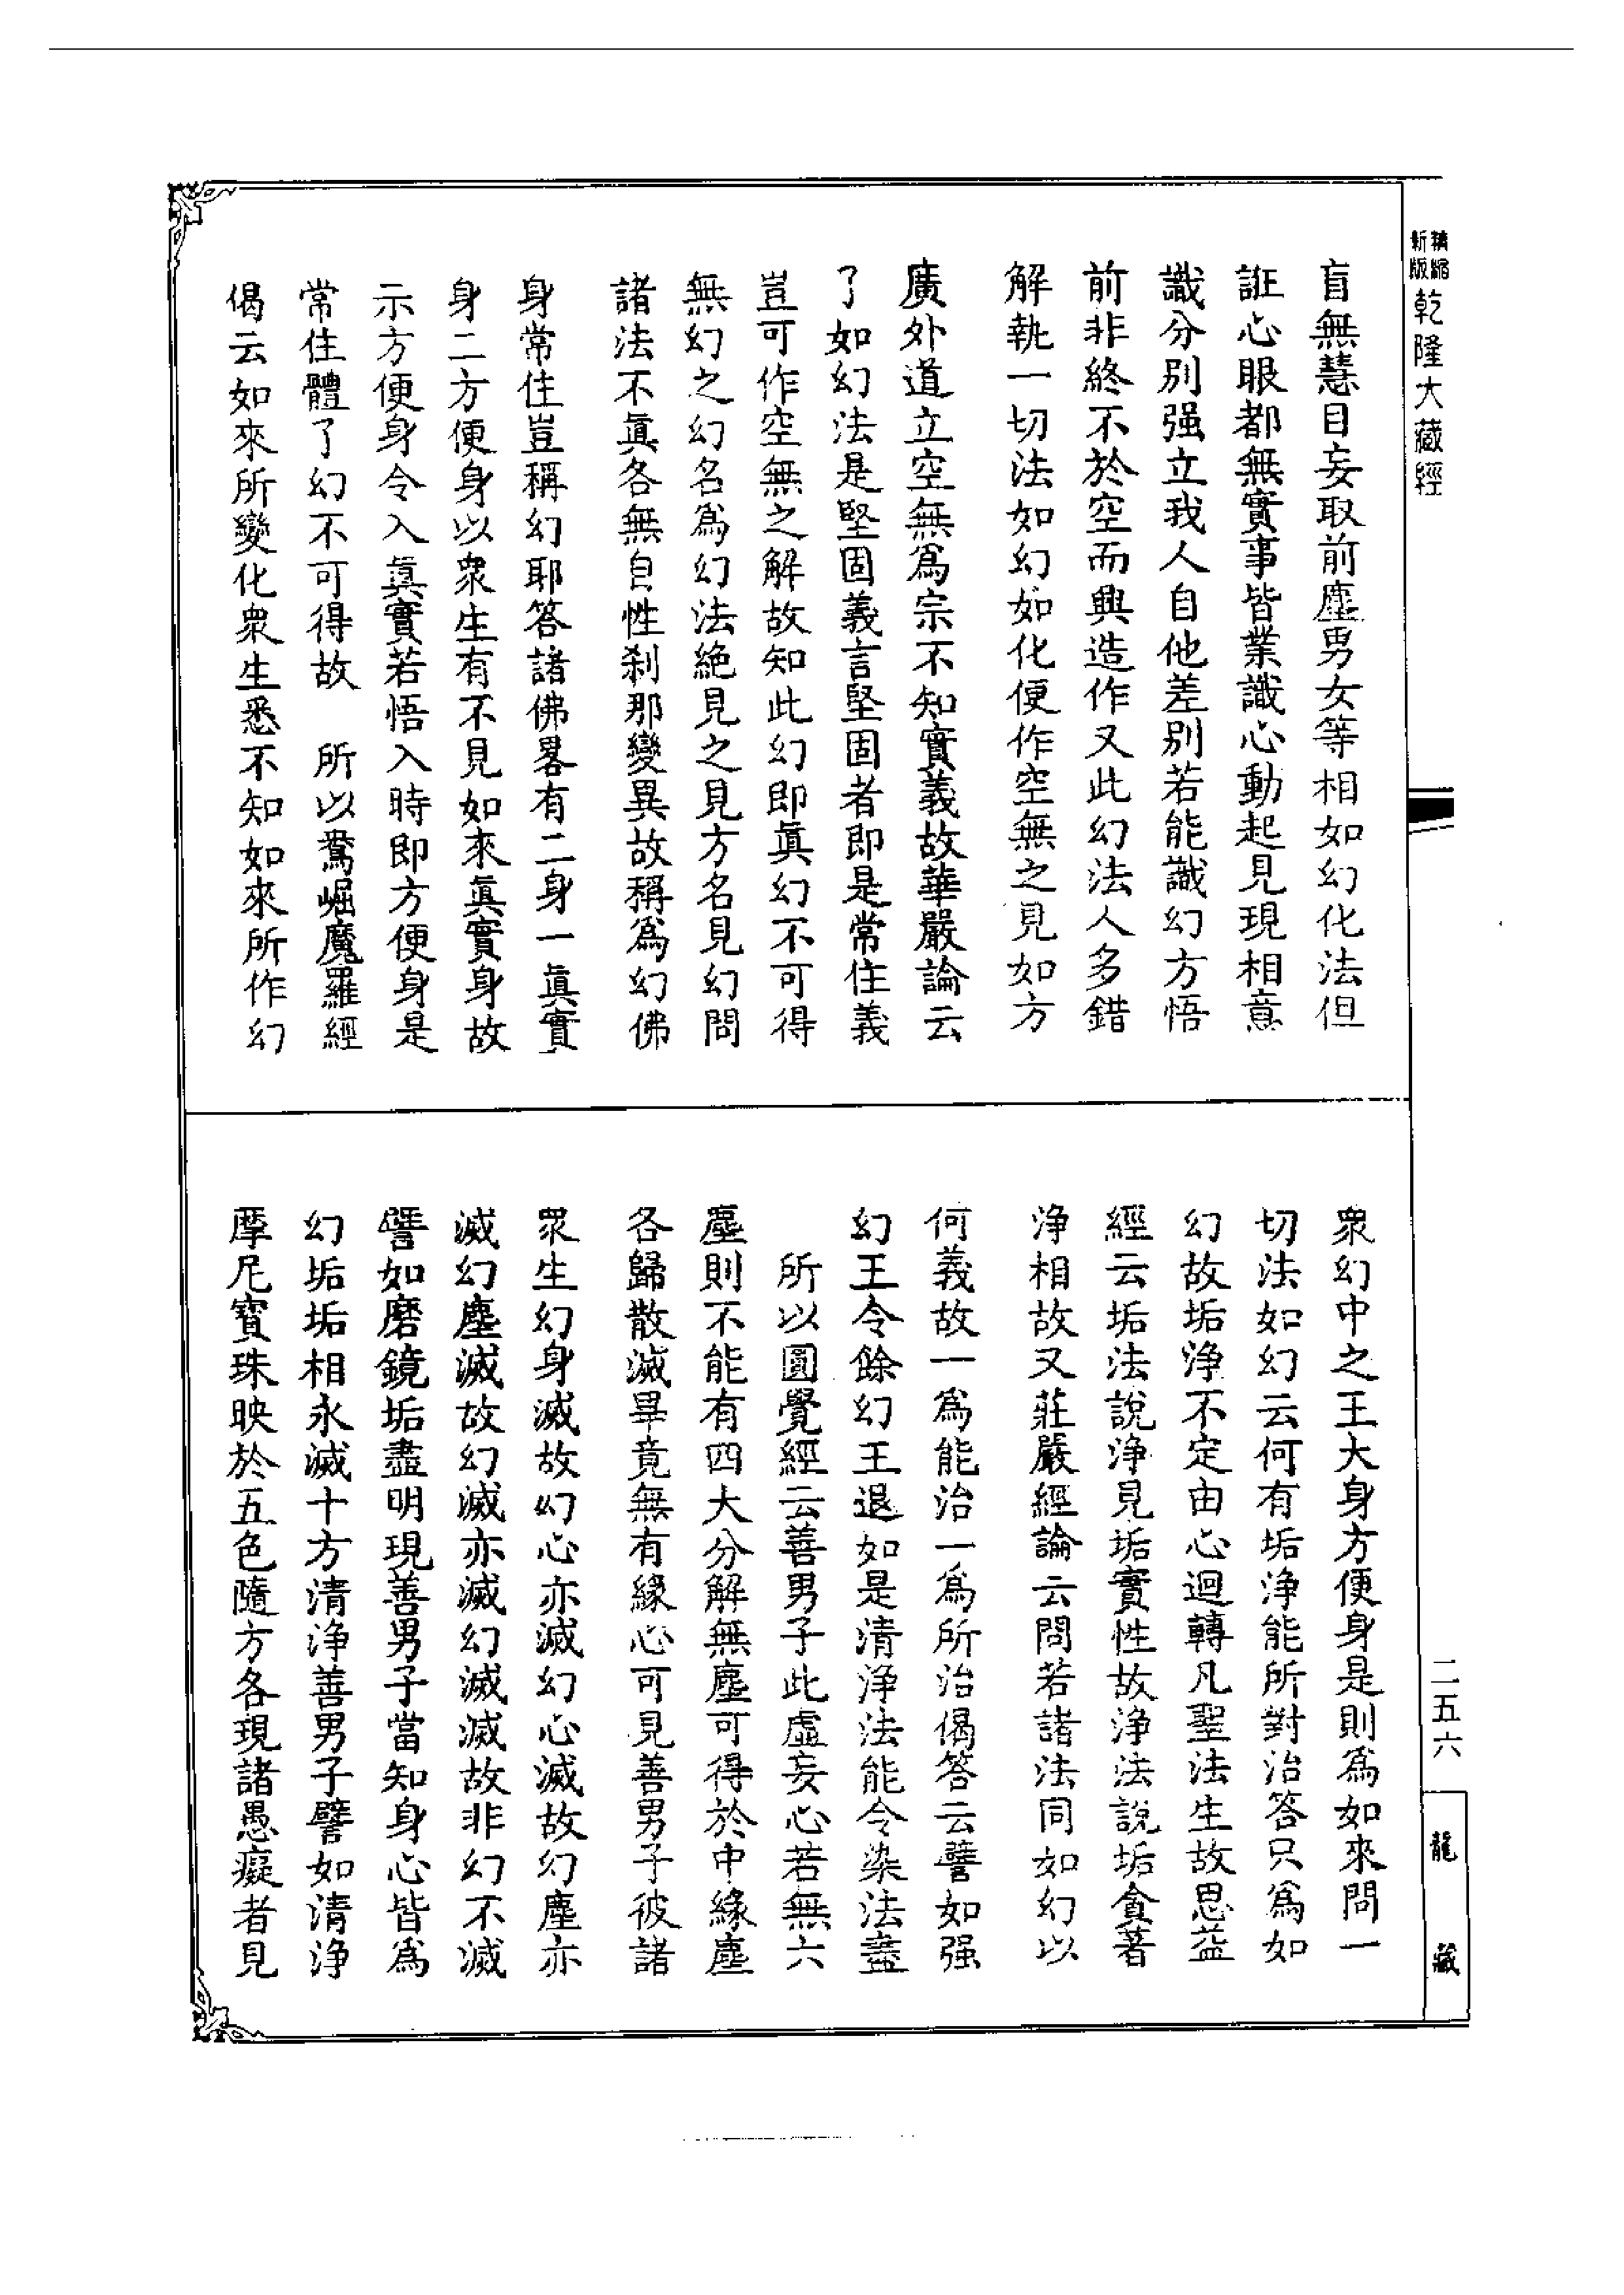 精縮
新版
乾隆大藏經
盲無慧目妄取前塵男女等相如幻化法但
誑心眼都無實事皆業識心動起見現相意
識分別强立我人自他差別若能識幻方悟
前非終不於空而興造作又此幻法人多錯
解執一切法如幻如化便作空無之見如方
廣外道立空無爲宗不知實義故華嚴論云
了如幻法是堅固義言堅固者即是常住義
豈可作空無之解故知此幻即眞幻不可得
無幻之幻名爲幻法絶見之見方名見幻問
諸法不眞各無自性刹那變異故稱爲幻佛
身常住豈稱幻耶答諸佛畧有二身一眞實
身二方便身以衆生有不見如來眞實身故
示方便身令入眞實若悟入時即方便身是
常住體了幻不可得故　所以鴦崛魔羅經
偈云如來所變化衆生悉不知如來所作幻
衆幻中之王大身方便身是則爲如來問一
切法如幻云何有垢淨能所對治答只爲如
幻故垢淨不定由心迴轉凡聖法生故思益
經云垢法說淨見垢實性故淨法說垢貪著
淨相故又莊嚴經論云問若諸法同如幻以
何義故一爲能治一爲所治偈答云譬如强
幻王令餘幻王退如是清淨法能令染法盡
所以圓覺經云善男子此虛妄心若無六
塵則不能有四大分解無塵可得於中緣塵
各歸散滅畢竟無有緣心可見善男子彼諸
衆生幻身滅故幻心亦滅幻心滅故幻塵亦
滅幻塵滅故幻滅亦滅幻滅滅故非幻不滅
譬如磨鏡垢盡明現善男子當知身心皆爲
幻垢垢相永滅十方清淨善男子譬如清淨
摩尼寶珠映於五色隨方各現諸愚癡者見
二五六
龍藏